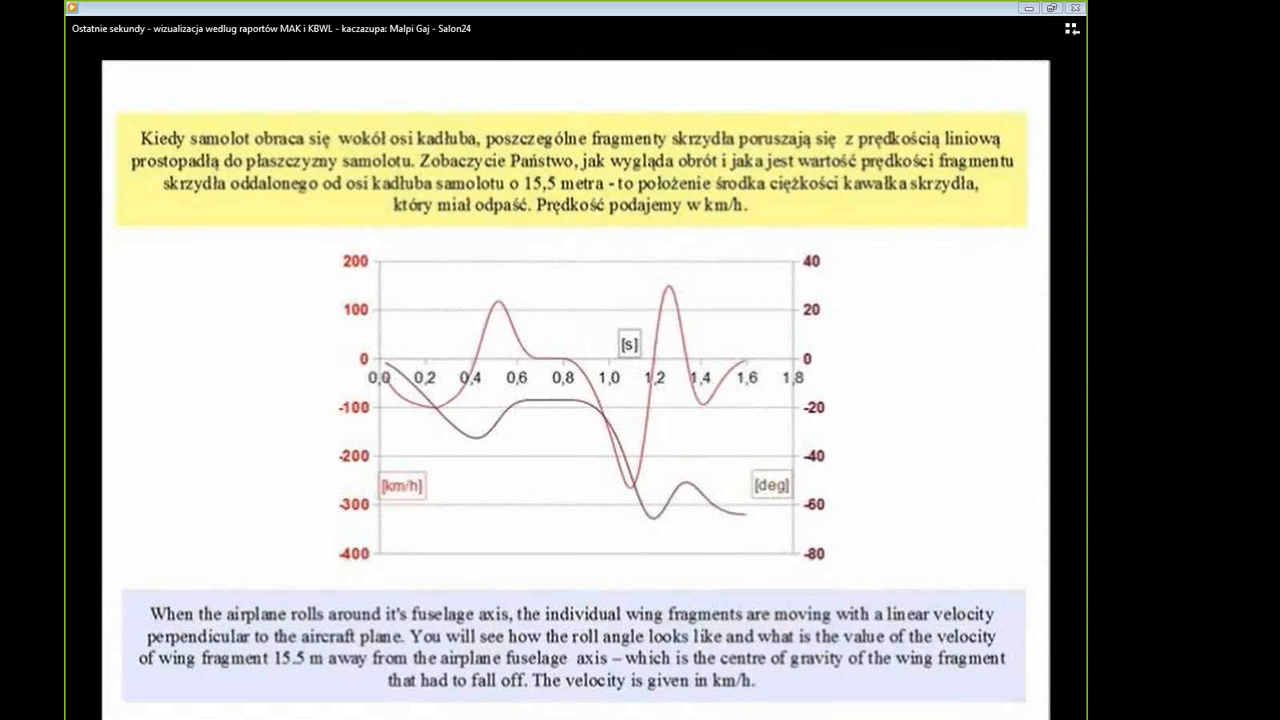 Ostatnie sekundy - wizualizacja wedlug raportów MAK i KBWL - kaczazupa: Malpi Gaj - Salon24
Kiedy samolot obraca się wokół osi kadłuba, poszczególne fragmenty skrzydła poruszają się z prędkością liniową
prostopadłą do płaszczyzny samolotu. Zobaczycie Państwo, jak wygląda obrót i jaka jest wartość prędkości fragmentu
skrzydła oddalonego od osi kadłuba samolotu o 15,5 metra - to położenie środka ciężkości kawałka skrzydła,
który miał odpaść. Prędkość podajemy w km/h.
200 40
100 20
[s]
0 0
0,0 0,2 0,4 0,6 0,8 1,0 1,2 1,4 1,6 1,8
-100 -20
-200 -40
[km/h] [deg]
-300 -60
-400 -80
When the airplane rolls around it's fuselage axis, the individual wing fragments are moving with a linear velocity
perpendicular to the aircraft plane. You will see how the roll angle looks like and what is the value of the velocity
of wing fragment 15.5 m away from the airplane fuselage axis – which is the centre of gravity of the wing fragment
that had to fall off. The velocity is given in km/h.